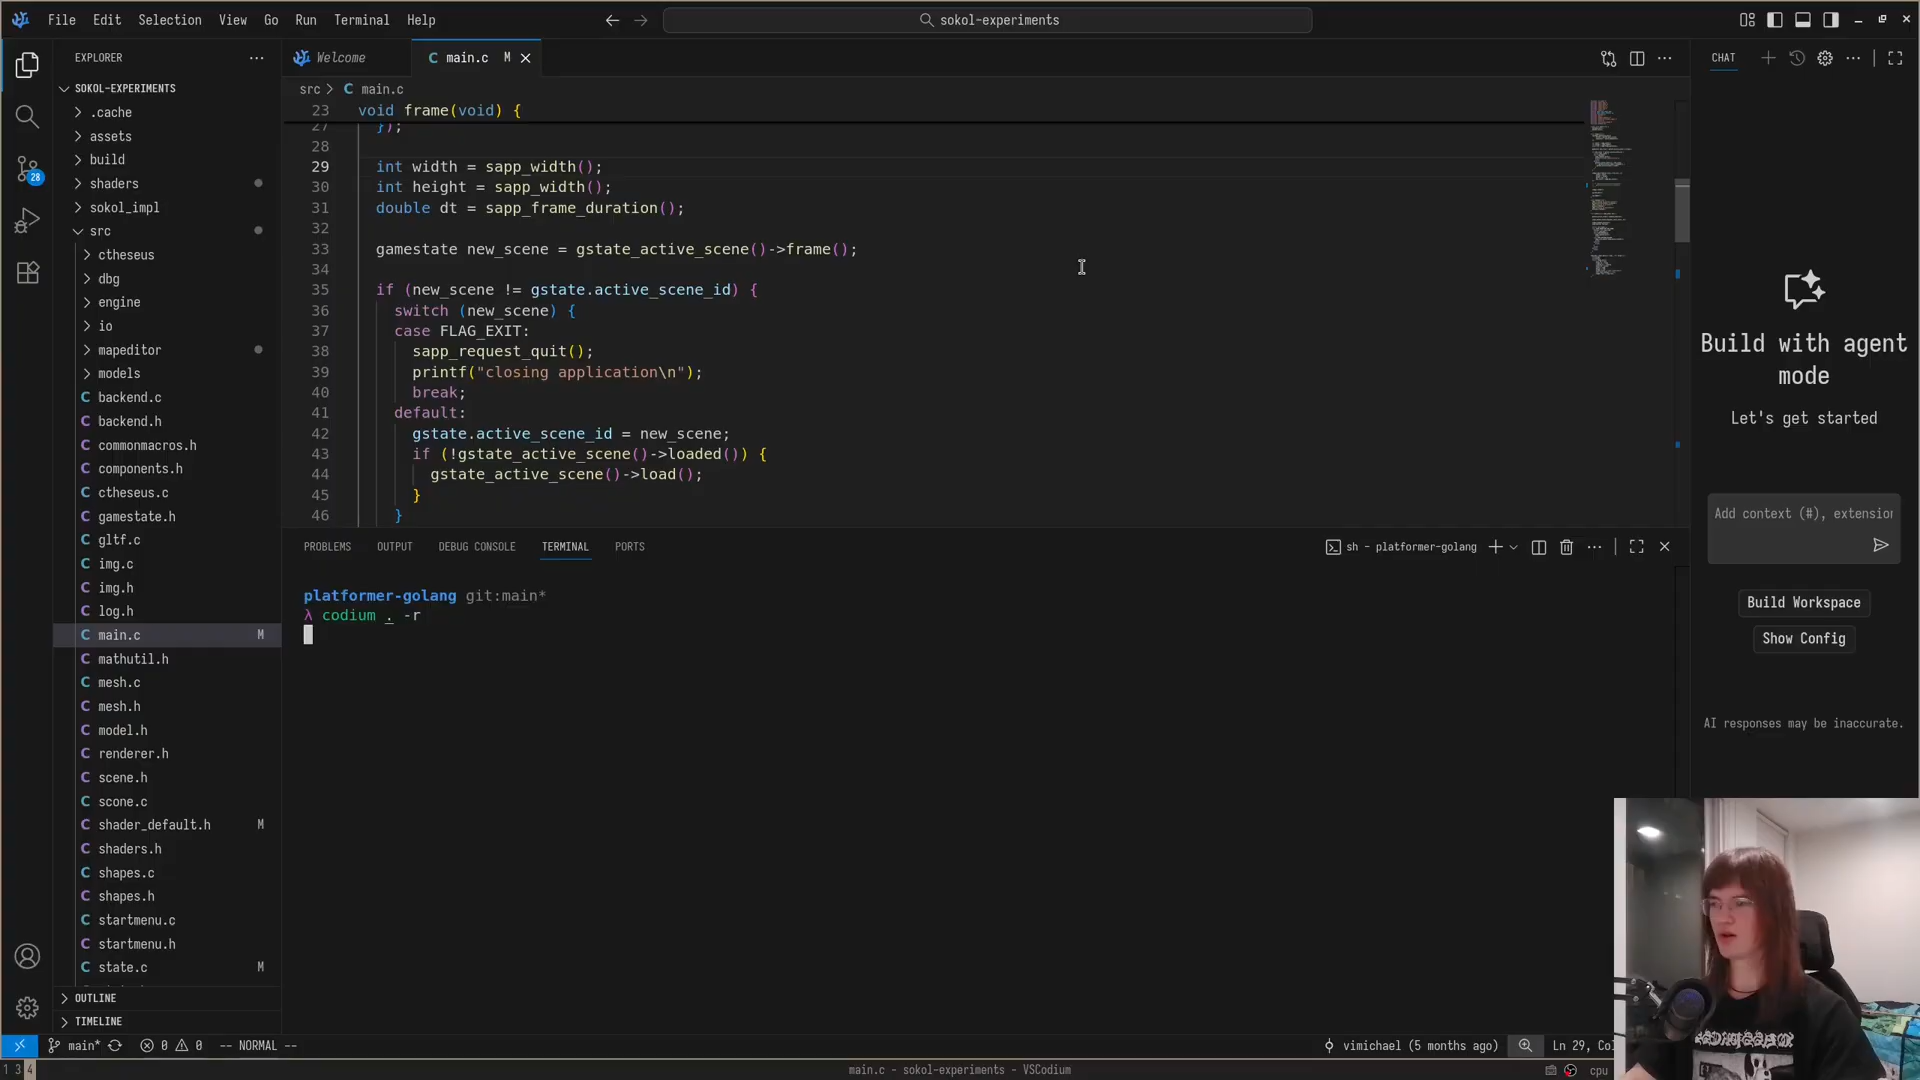 File Edit Selection View Go Run Terminal Help
sokol-experiments
EXPLORER
SOKOL-EXPERIMENTS
.cache
assets
build
shaders
sokol_impl
src
ctheseus
dbg
engine
io
mapeditor
models
C backend.c
C backend.h
C commonmacros.h
C components.h
C ctheseus.c
C gamestate.h
C gltf.c
C img.c
C img.h
C log.h
C main.c M
C mathutil.h
C mesh.c
C mesh.h
C model.h
C renderer.h
C scene.h
C scone.c
C shader_default.h M
C shaders.h
C shapes.c
C shapes.h
C startmenu.c
C startmenu.h
C state.c M
OUTLINE
TIMELINE
28
Welcome
C main.c M
src > C main.c
23 void frame(void) {
27 });
28
29 int width = sapp_width();
30 int height = sapp_width();
31 double dt = sapp_frame_duration();
32
33 gamestate new_scene = gstate_active_scene()->frame();
34
35 if (new_scene != gstate.active_scene_id) {
36 switch (new_scene) {
37 case FLAG_EXIT:
38 sapp_request_quit();
39 printf("closing application\n");
40 break;
41 default:
42 gstate.active_scene_id = new_scene;
43 if (!gstate_active_scene()->loaded()) {
44 gstate_active_scene()->load();
45 }
46 }
PROBLEMS OUTPUT DEBUG CONSOLE TERMINAL PORTS
sh - platformer-golang
platformer-golang git:main*
λ codium . -r
CHAT
Build with agent
mode
Let's get started
Add context (#), extension
Build Workspace
Show Config
AI responses may be inaccurate.
main* 0 0 -- NORMAL --
vimichael (5 months ago) Ln 29, Co
1 3 4
main.c - sokol-experiments - VSCodium
cpu